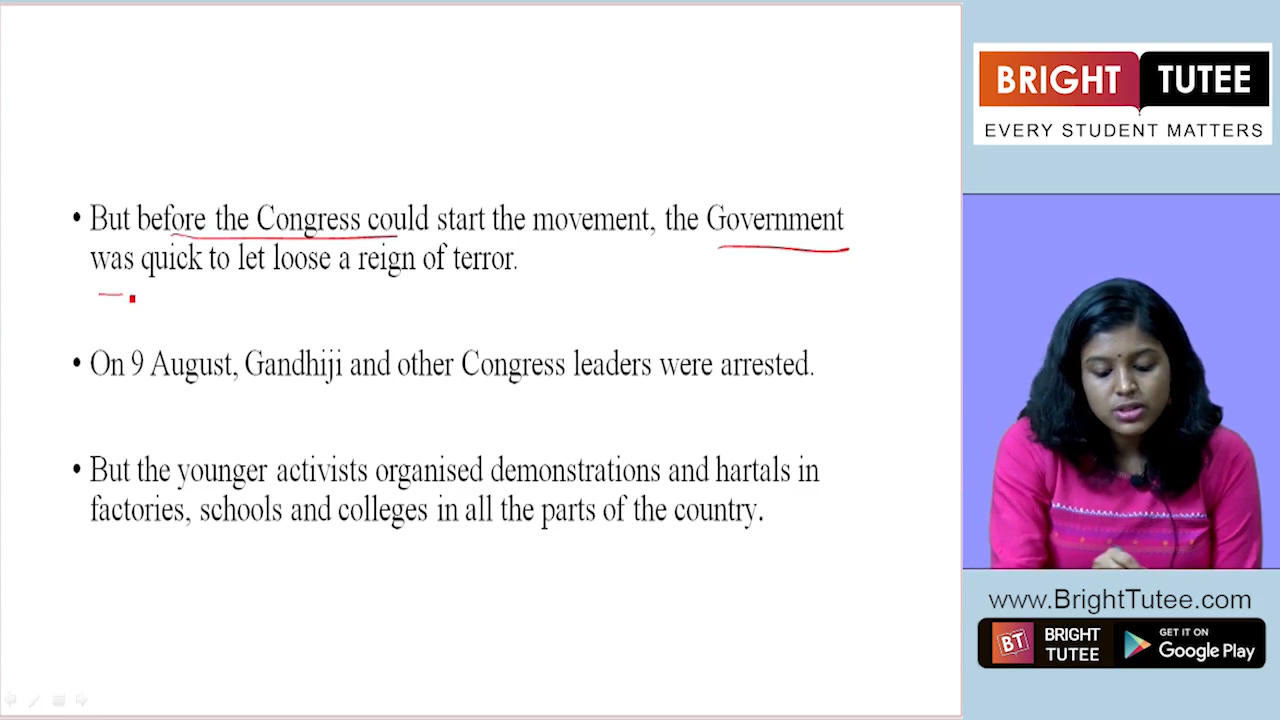 • But before the Congress could start the movement, the Government
was quick to let loose a reign of terror.
• On 9 August, Gandhiji and other Congress leaders were arrested.
• But the younger activists organised demonstrations and hartals in
factories, schools and colleges in all the parts of the country.
BRIGHT TUTEE
EVERY STUDENT MATTERS
www.BrightTutee.com
BT
BRIGHT
TUTEE
GET IT ON
Google Play